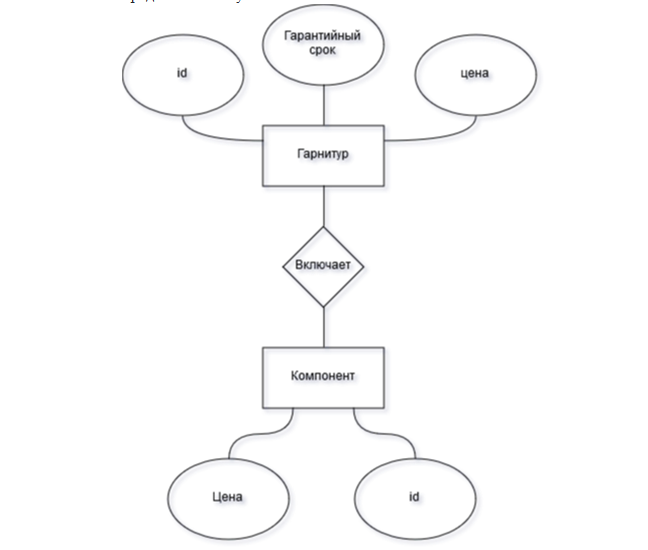 id
Гарантийный
срок
цена
Гарнитур
Включает
Компонент
Цена
id